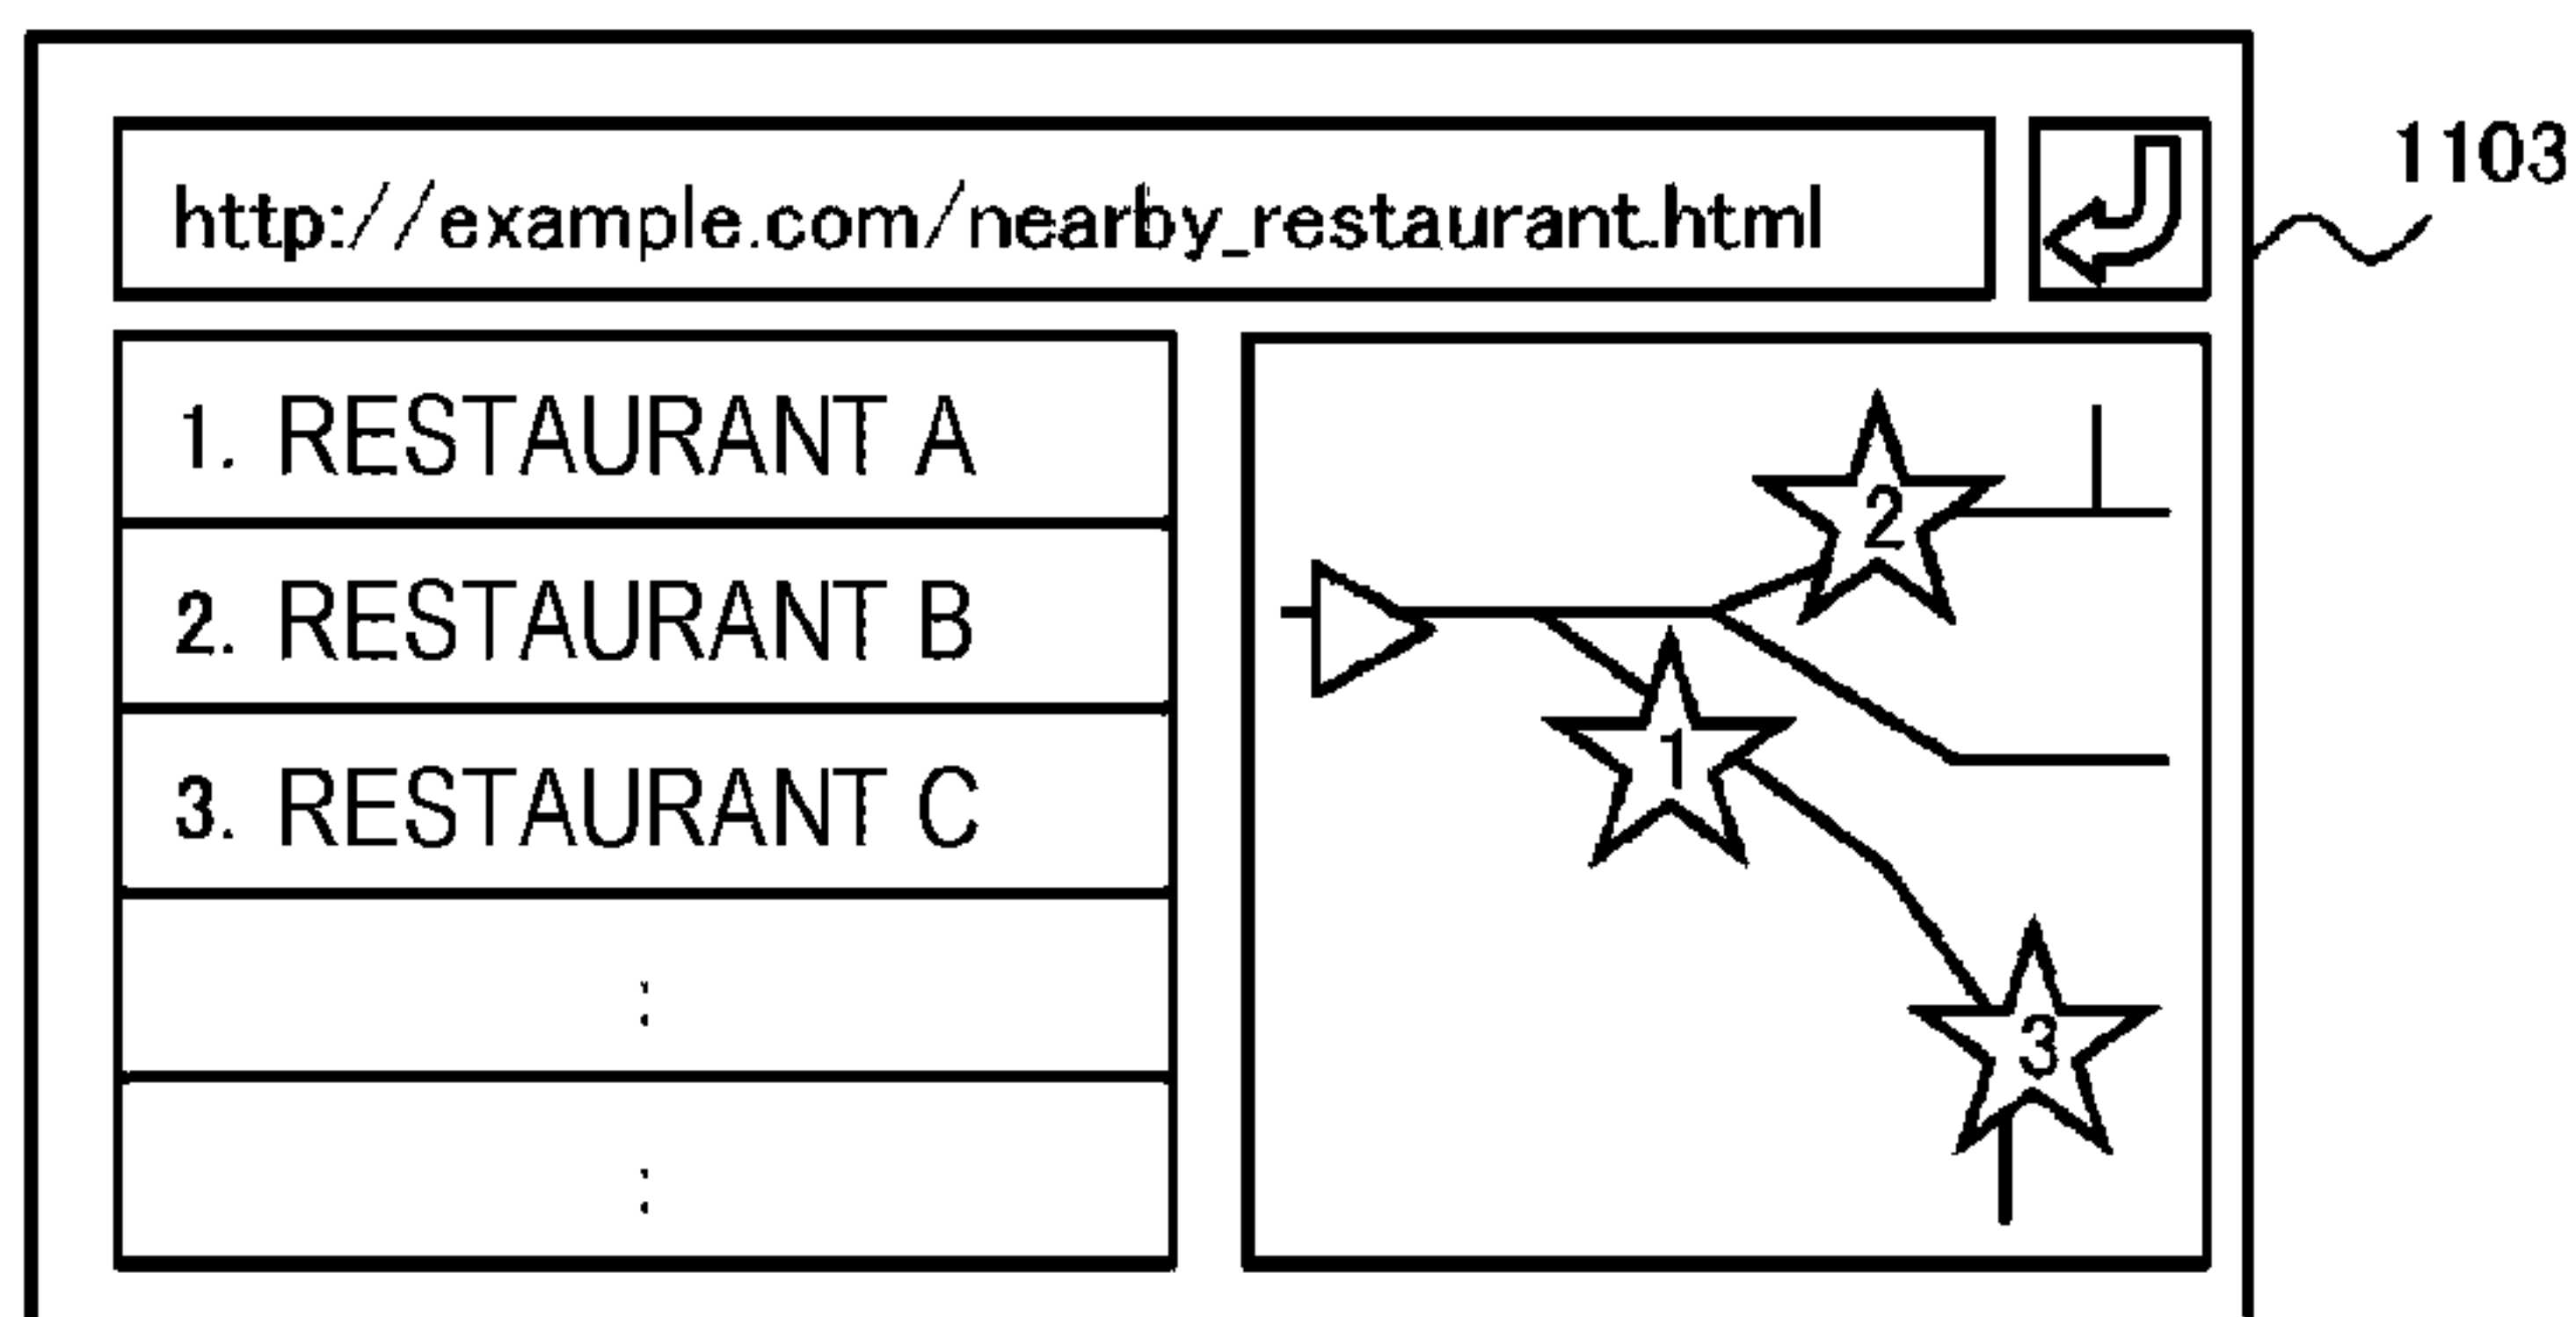 http://example.com/nearby_restaurant.html
1103
1. RESTAURANT A
2. RESTAURANT B
3. RESTAURANT C
:
:
2
1
3